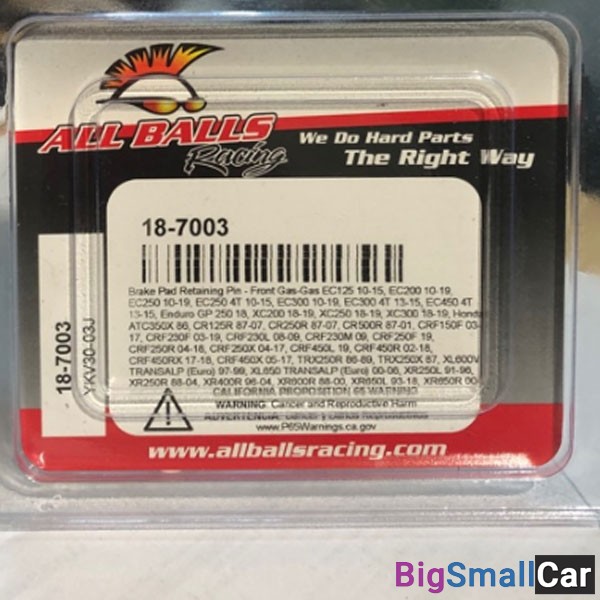 ALL BALLS
Racing
We Do Hard Parts
The Right Way
18-7003
Brake Pad Retaining Pin - Front Gas-Gas EC125 10-15, EC200 10-19,
EC250 10-19, EC250 4T 10-15, EC300 10-19, EC300 4T 13-15, EC450 4T
13-15, Enduro GP 250 18, XC200 18-19, XC250 18-19, XC300 18-19, Honda
ATC350X 86, CR125R 87-07, CR250R 87-07, CR500R 87-01, CRF150F 03-
17, CRF230F 03-19, CRF230L 08-09, CRF230M 09, CRF250F 19,
CRF250R 04-18, CRF250X 04-17, CRF450L 19, CRF450R 02-18,
CRF450RX 17-18, CRF450X 05-17, TRX250R 86-89, TRX250X 87, XL600V
TRANSALP (Euro) 97-99, XL650 TRANSALP (Euro) 00-06, XR250L 91-96,
XR250R 88-04, XR400R 96-04, XR600R 88-00, XR650L 93-18, XR650R 00-
CALIFORNIA PROPOSITION 65 WARNING
WARNING: Cancer and Reproductive Harm
ADVERTENCIA: Cancer y Danos Reproductivos
www.P65Warnings.ca.gov
18-7003
YKV30-03J
www.allballsracing.com
BigSmallCar